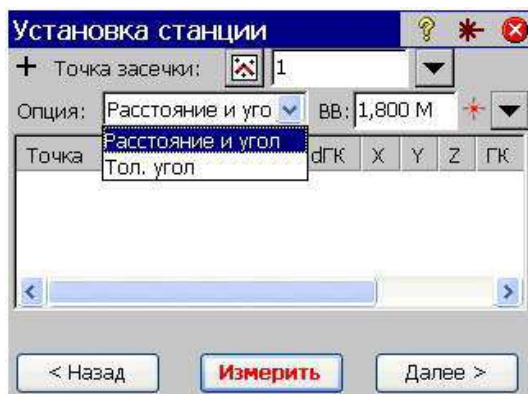 Установка станции
Точка засечки: 1
Опция: Расстояние и уго ВВ: 1,800 М
Расстояние и угол
Тол. угол
Точка dГК X Y Z ГК
< Назад Измерить Далее >